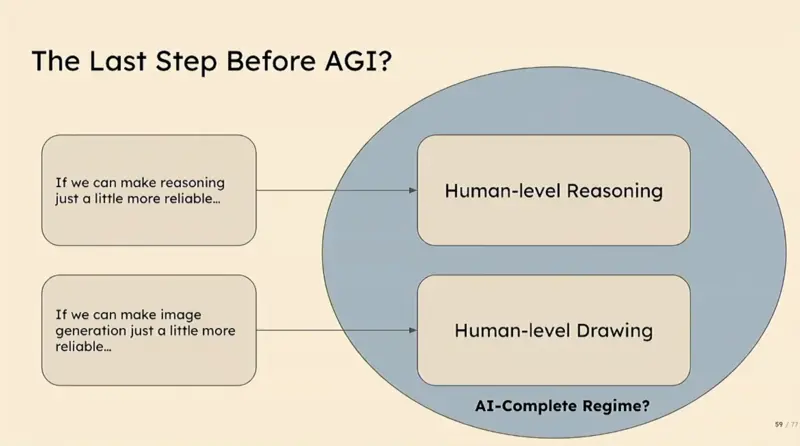 The Last Step Before AGI?
If we can make reasoning
just a little more reliable...
Human-level Reasoning
If we can make image
generation just a little more
reliable...
Human-level Drawing
AI-Complete Regime?
59 / 77